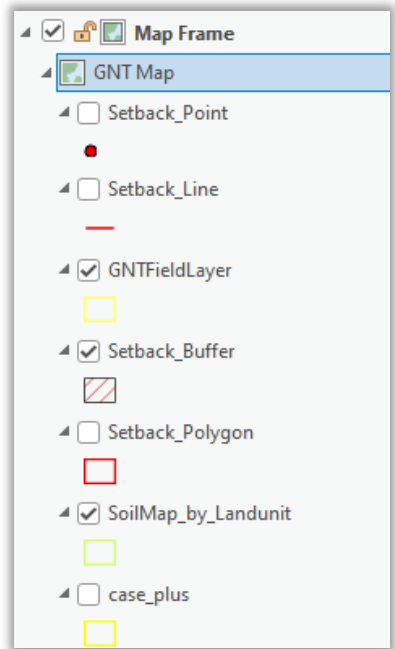 Map Frame
GNT Map
Setback_Point
Setback_Line
GNTFieldLayer
Setback_Buffer
Setback_Polygon
SoilMap_by_Landunit
case_plus